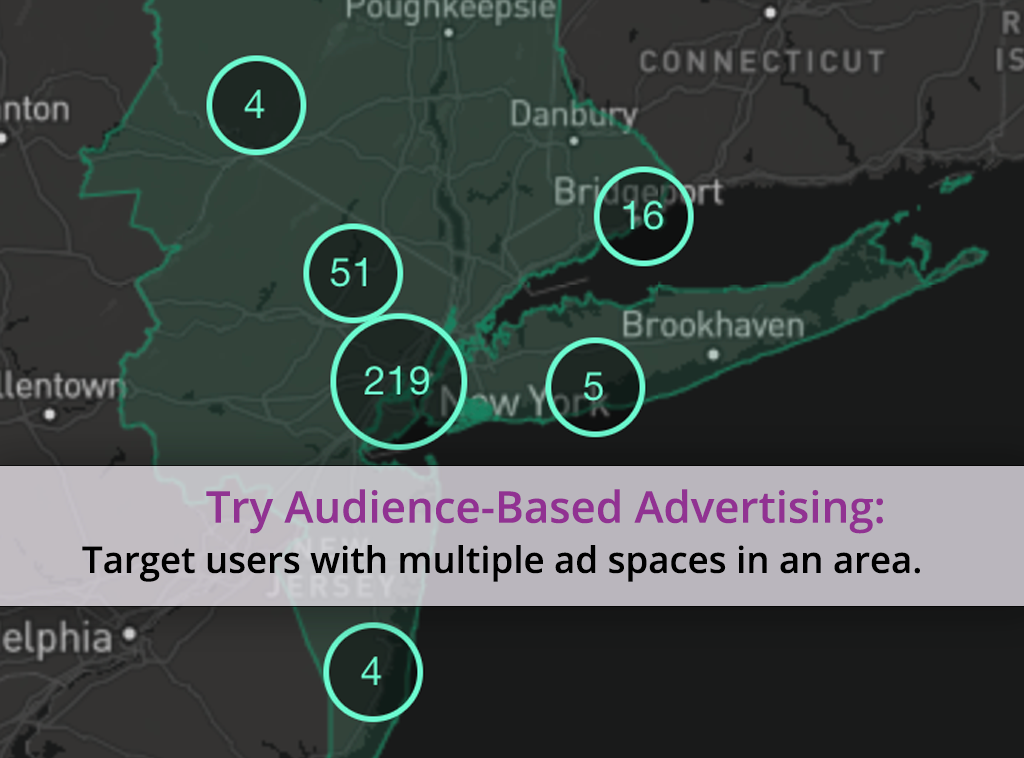 Poughkeepsie
R
CONNECTICUT
IS
4
nton
Danbury
Bridgeport
16
51
Brookhaven
219
5
llentown
New York
Try Audience-Based Advertising:
Target users with multiple ad spaces in an area.
NEW
JERSEY
elphia
4